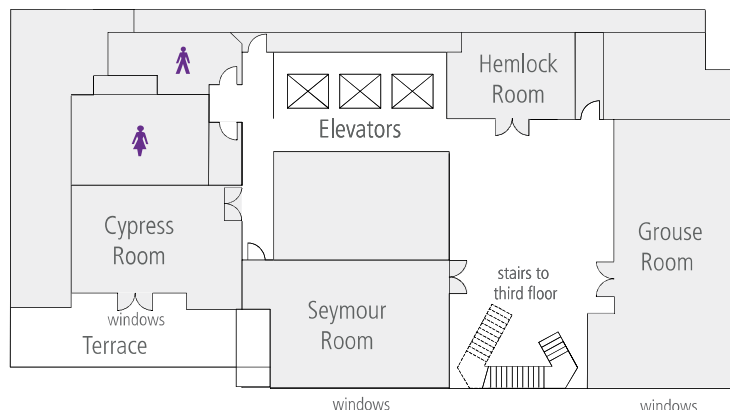 Hemlock
Room
Elevators
Cypress
Room
Grouse
Room
stairs to
third floor
Seymour
Room
windows
Terrace
windows
windows